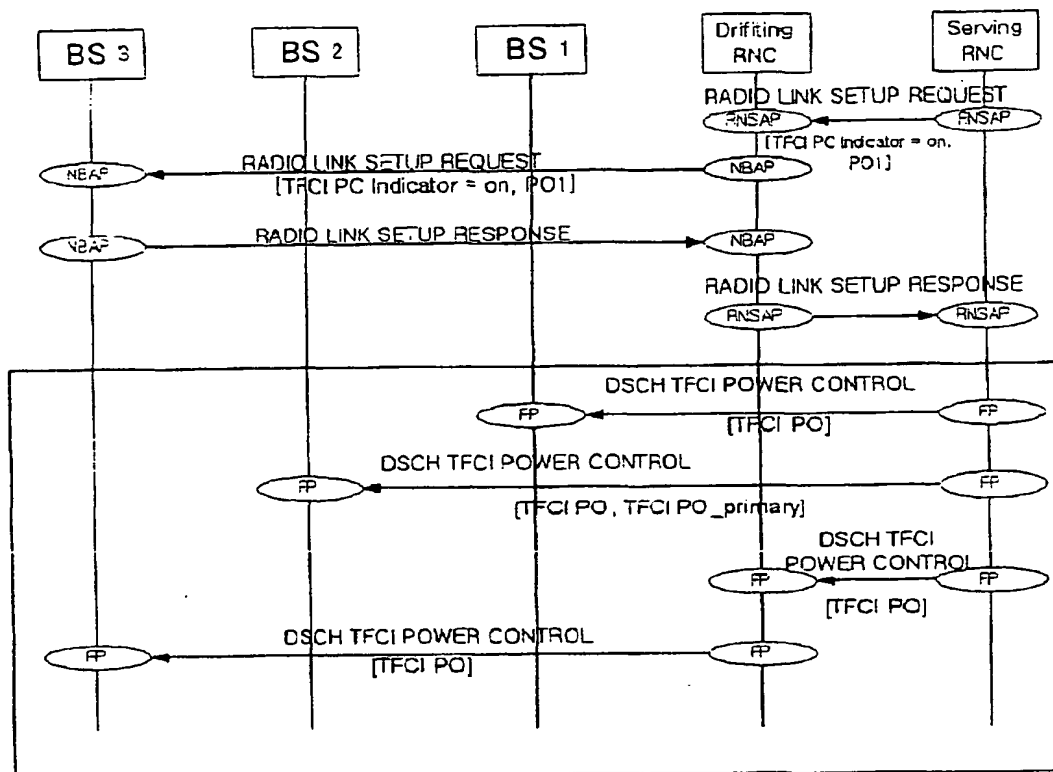 BS 3
BS 2
BS 1
Drifiting
RNC
Serving
RNC
RADIO LINK SETUP REQUEST
RNSAP
RNSAP
[TFCI PC Indicator = on,
PO1]
RADIO LINK SETUP REQUEST
NBAP
NBAP
[TFCI PC Indicator = on, PO1]
RADIO LINK SETUP RESPONSE
NBAP
NBAP
RADIO LINK SETUP RESPONSE
RNSAP
RNSAP
DSCH TFCI POWER CONTROL
FP
FP
[TFCI PO]
DSCH TFCI POWER CONTROL
FP
FP
[TFCI PO, TFCI PO_primary]
DSCH TFCI
POWER CONTROL
FP
FP
[TFCI PO]
DSCH TFCI POWER CONTROL
FP
FP
[TFCI PO]